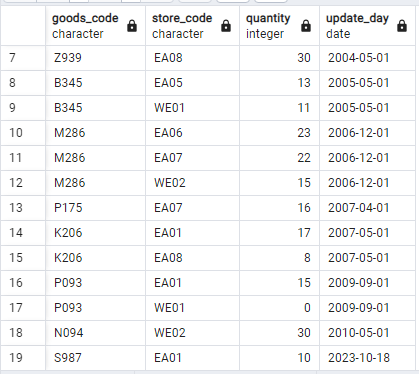 goods_code store_code quantity update_day
character character integer date
7 Z939 EA08 30 2004-05-01
8 B345 EA05 13 2005-05-01
9 B345 WE01 11 2005-05-01
10 M286 EA06 23 2006-12-01
11 M286 EA07 22 2006-12-01
12 M286 WE02 15 2006-12-01
13 P175 EA07 16 2007-04-01
14 K206 EA01 17 2007-05-01
15 K206 EA08 8 2007-05-01
16 P093 EA01 15 2009-09-01
17 P093 WE01 0 2009-09-01
18 N094 WE02 30 2010-05-01
19 S987 EA01 10 2023-10-18